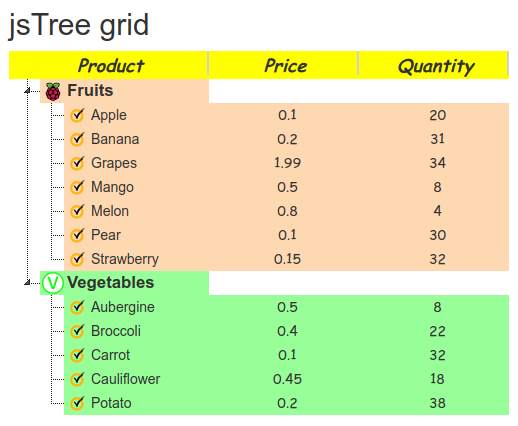 jsTree grid
Product Price Quantity
Fruits
Apple 0.1 20
Banana 0.2 31
Grapes 1.99 34
Mango 0.5 8
Melon 0.8 4
Pear 0.1 30
Strawberry 0.15 32
V Vegetables
Aubergine 0.5 8
Broccoli 0.4 22
Carrot 0.1 32
Cauliflower 0.45 18
Potato 0.2 38